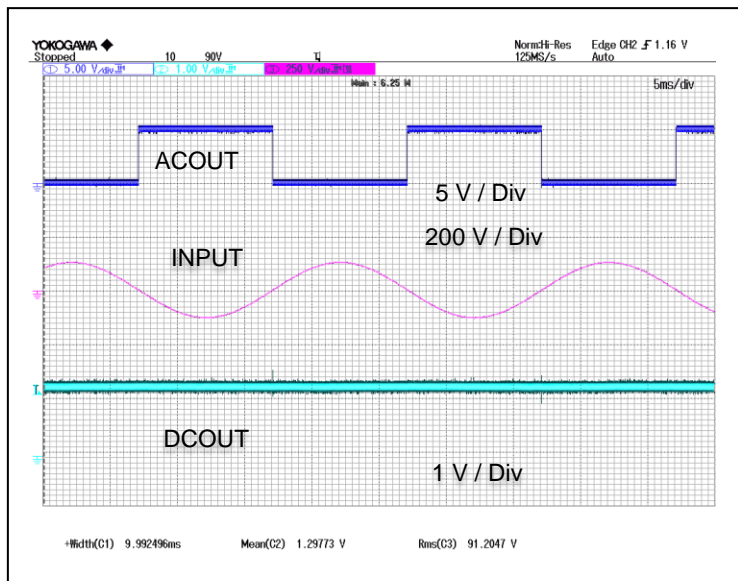 YOKOGAWA ◆ 10 90V Norm:Hi-Res Edge CH2 1.16 V
Stopped 125MS/s Auto
5.00 V/div 1.00 V/div 250 V/div
Main : 6.25 M 5ms/div
ACOUT
5 V / Div
200 V / Div
INPUT
DCOUT
1 V / Div
+Width(C1) 9.992496ms Mean(C2) 1.29773 V Rms(C3) 91.2047 V